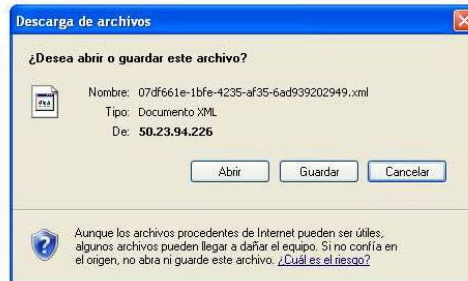 Descarga de archivos
¿Desea abrir o guardar este archivo?
Nombre: 07df661e-1bfe-4235-af35-6ad939202949.xml
Tipo: Documento XML
De: 50.23.94.226
Abrir Guardar Cancelar
Aunque los archivos procedentes de Internet pueden ser útiles,
algunos archivos pueden llegar a dañar el equipo. Si no confía en
el origen, no abra ni guarde este archivo. ¿Cuál es el riesgo?